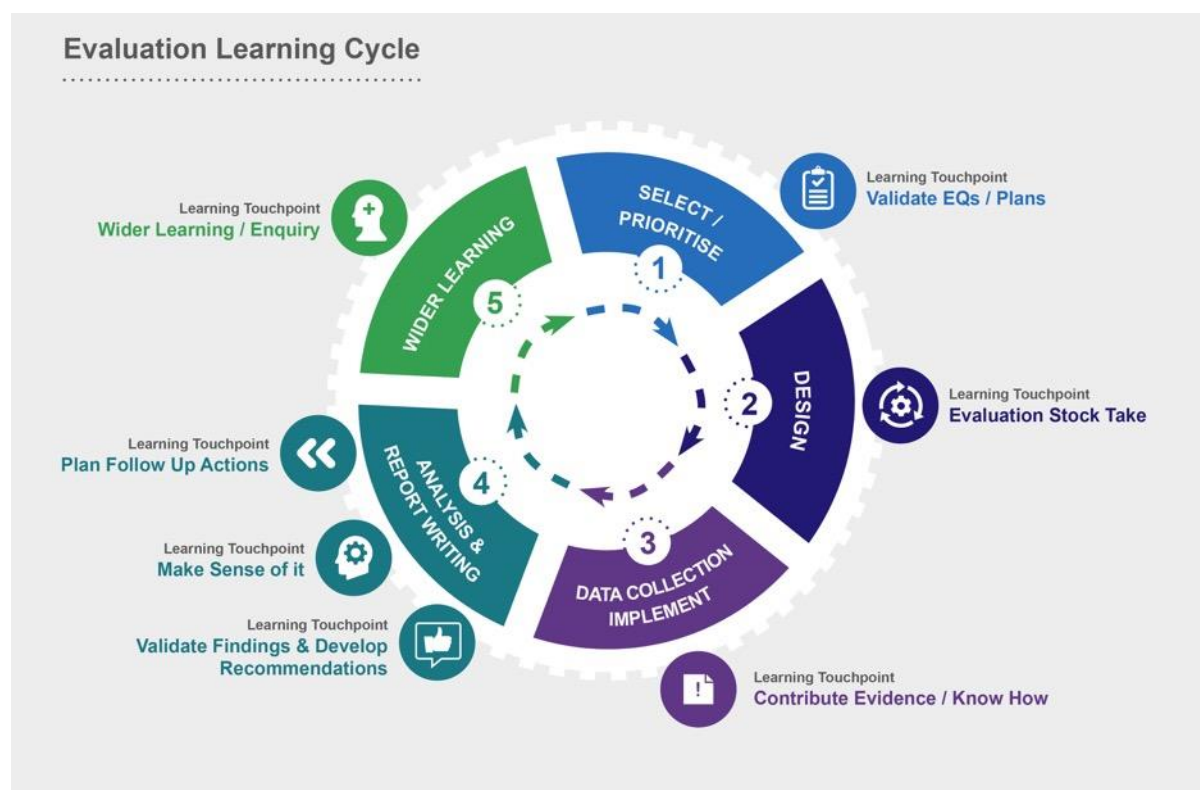 Evaluation Learning Cycle
SELECT /
PRIORITISE
1
Learning Touchpoint
Validate EQs / Plans
DESIGN
2
Learning Touchpoint
Evaluation Stock Take
DATA COLLECTION
IMPLEMENT
3
!
Learning Touchpoint
Contribute Evidence / Know How
ANALYSIS &
REPORT WRITING
4
Learning Touchpoint
Validate Findings & Develop
Recommendations
Learning Touchpoint
Make Sense of it
Learning Touchpoint
Plan Follow Up Actions
WIDER LEARNING
5
Learning Touchpoint
Wider Learning / Enquiry